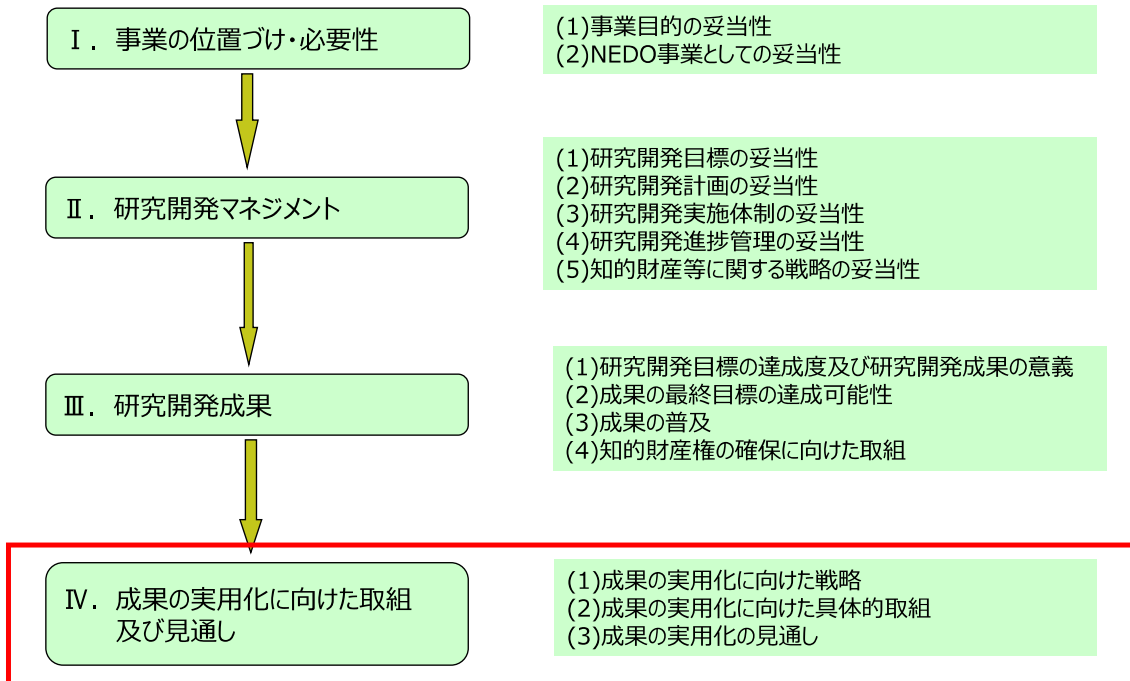 Ⅰ．事業の位置づけ・必要性
(1)事業目的の妥当性
(2)NEDO事業としての妥当性
Ⅱ．研究開発マネジメント
(1)研究開発目標の妥当性
(2)研究開発計画の妥当性
(3)研究開発実施体制の妥当性
(4)研究開発進捗管理の妥当性
(5)知的財産等に関する戦略の妥当性
Ⅲ．研究開発成果
(1)研究開発目標の達成度及び研究開発成果の意義
(2)成果の最終目標の達成可能性
(3)成果の普及
(4)知的財産権の確保に向けた取組
Ⅳ．成果の実用化に向けた取組
及び見通し
(1)成果の実用化に向けた戦略
(2)成果の実用化に向けた具体的取組
(3)成果の実用化の見通し